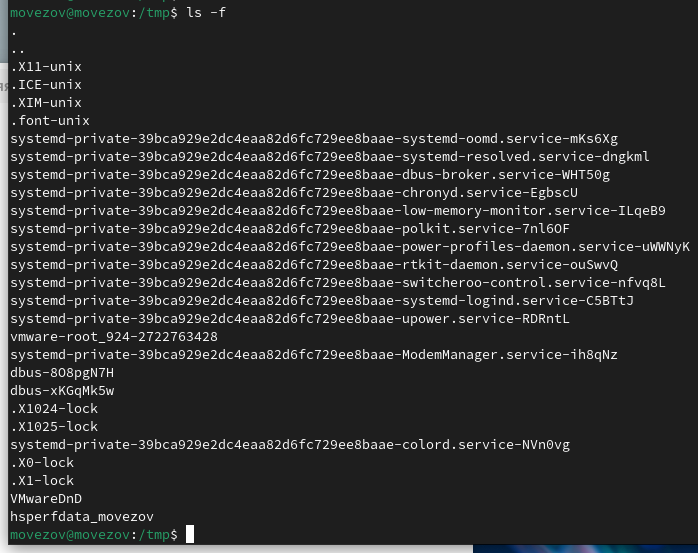 movezov@movezov:/tmp$ ls -f
.
..
.X11-unix
.ICE-unix
.XIM-unix
.font-unix
systemd-private-39bca929e2dc4eaa82d6fc729ee8baae-systemd-oomd.service-mKs6Xg
systemd-private-39bca929e2dc4eaa82d6fc729ee8baae-systemd-resolved.service-dngkml
systemd-private-39bca929e2dc4eaa82d6fc729ee8baae-dbus-broker.service-WHT50g
systemd-private-39bca929e2dc4eaa82d6fc729ee8baae-chronyd.service-EgbscU
systemd-private-39bca929e2dc4eaa82d6fc729ee8baae-low-memory-monitor.service-ILqeB9
systemd-private-39bca929e2dc4eaa82d6fc729ee8baae-polkit.service-7nl6OF
systemd-private-39bca929e2dc4eaa82d6fc729ee8baae-power-profiles-daemon.service-uWWNyK
systemd-private-39bca929e2dc4eaa82d6fc729ee8baae-rtkit-daemon.service-ouSwvQ
systemd-private-39bca929e2dc4eaa82d6fc729ee8baae-switcheroo-control.service-nfvq8L
systemd-private-39bca929e2dc4eaa82d6fc729ee8baae-systemd-logind.service-C5BTtJ
systemd-private-39bca929e2dc4eaa82d6fc729ee8baae-upower.service-RDRntL
vmware-root_924-2722763428
systemd-private-39bca929e2dc4eaa82d6fc729ee8baae-ModemManager.service-ih8qNz
dbus-8O8pgN7H
dbus-xKGqMk5w
.X1024-lock
.X1025-lock
systemd-private-39bca929e2dc4eaa82d6fc729ee8baae-colord.service-NVn0vg
.X0-lock
.X1-lock
VMwareDnD
hsperfdata_movezov
movezov@movezov:/tmp$